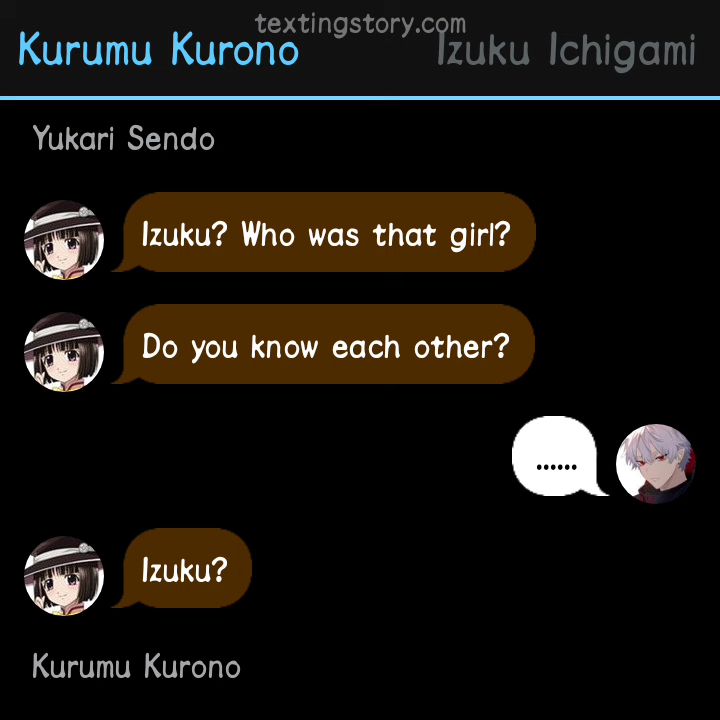 textingstory.com
Kurumu Kurono
Izuku Ichigami
Yukari Sendo
Izuku? Who was that girl?
Do you know each other?
......
Izuku?
Kurumu Kurono